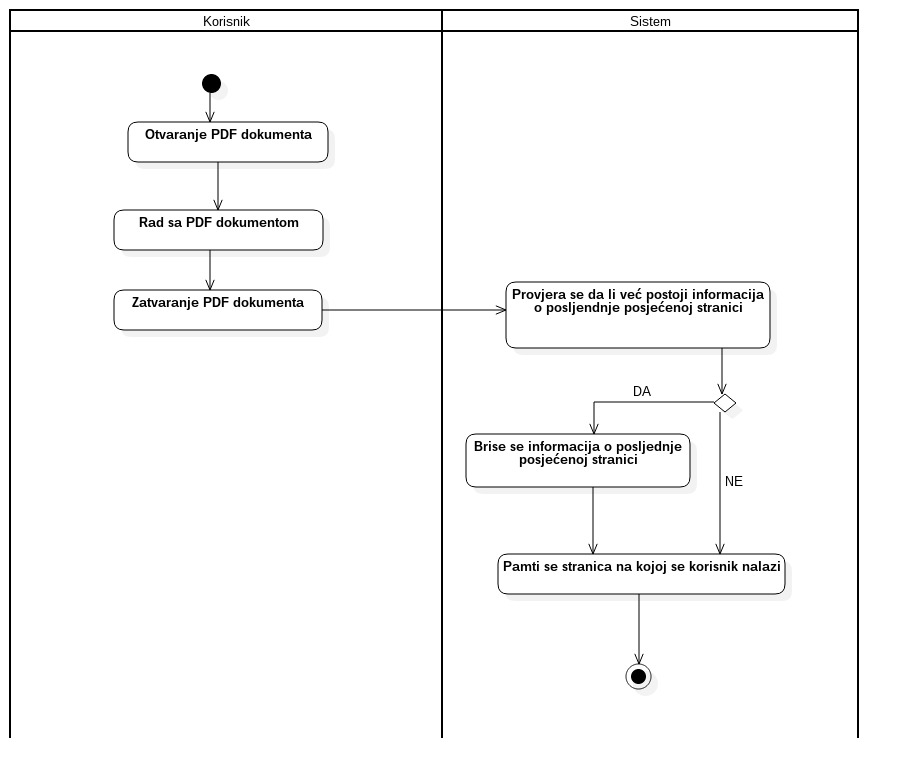 Korisnik
Sistem
Otvaranje PDF dokumenta
Rad sa PDF dokumentom
Zatvaranje PDF dokumenta
Provjera se da li već postoji informacija
o posljendnje posjećenoj stranici
DA
Brise se informacija o posljednje
posjećenoj stranici
NE
Pamti se stranica na kojoj se korisnik nalazi